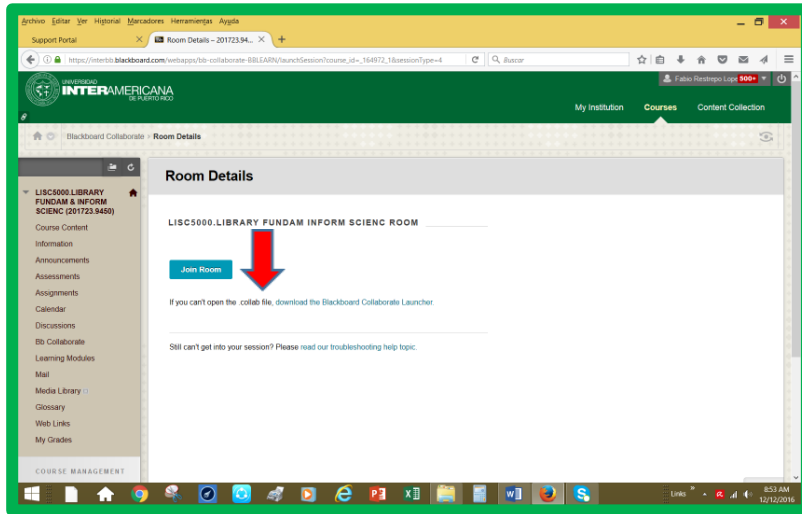 Archivo Editar Ver Historial Marcadores Herramientas Ayuda
Support Portal
Room Details – 201723.94...
https://interbb.blackboard.com/webapps/bb-collaborate-BBLEARN/launchSession?course_id=_164972_1&sessionType=4
Buscar
UNIVERSIDAD
INTERAMERICANA
DE PUERTO RICO
Fabio Restrepo Lope 500+
My Institution Courses Content Collection
Blackboard Collaborate > Room Details
Room Details
LISC5000.LIBRARY
FUNDAM & INFORM
SCIENC (201723.9450)
Course Content
Information
Announcements
Assessments
Assignments
Calendar
Discussions
Bb Collaborate
Learning Modules
Mail
Media Library
Glossary
Web Links
My Grades
COURSE MANAGEMENT
LISC5000.LIBRARY FUNDAM INFORM SCIENC ROOM
Join Room
If you can't open the .collab file, download the Blackboard Collaborate Launcher.
Still can't get into your session? Please read our troubleshooting help topic.
Links
8:53 AM
12/12/2016